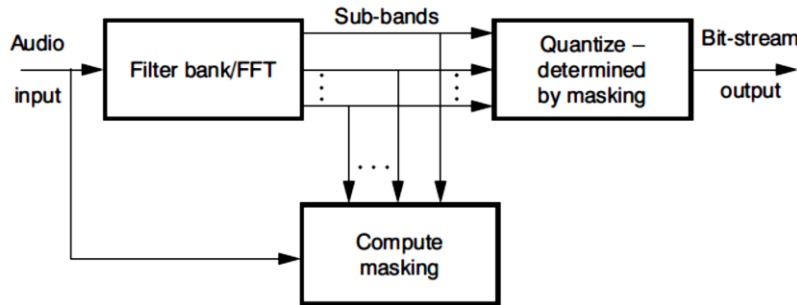 Sub-bands
Audio
input
Filter bank/FFT
Quantize –
determined
by masking
Bit-stream
output
Compute
masking